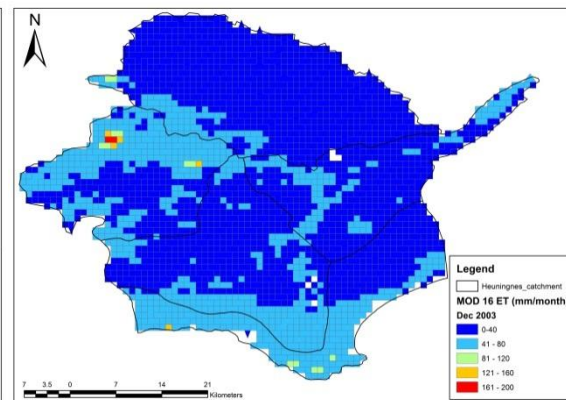 N
Legend
Heuningnes_catchment
MOD 16 ET (mm/month
Dec 2003
0-40
41 - 80
81 - 120
121 - 160
161 - 200
7 3.5 0 7 14 21
Kilometers